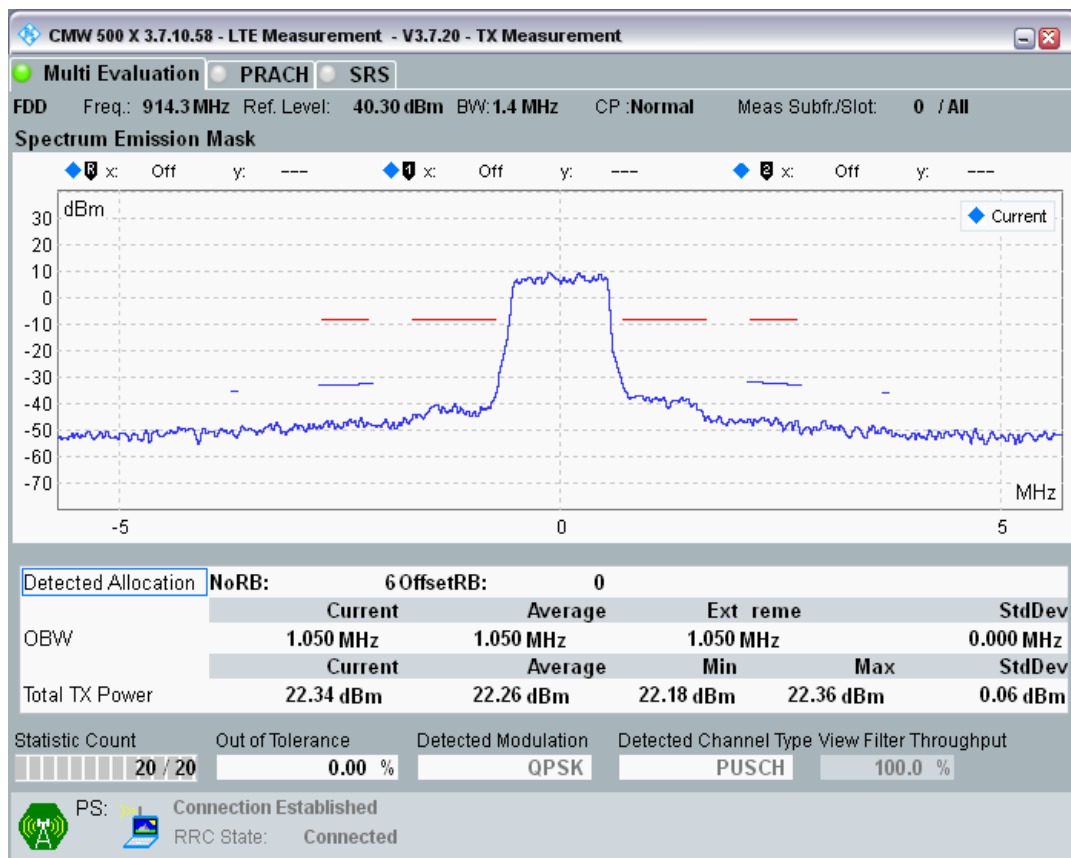 CMW 500 X 3.7.10.58 - LTE Measurement - V3.7.20 - TX Measurement
Multi Evaluation PRACH SRS
FDD Freq.: 914.3 MHz Ref. Level: 40.30 dBm BW: 1.4 MHz CP :Normal Meas Subfr./Slot: 0 / All
Spectrum Emission Mask
R x: Off y: --- 1 x: Off y: --- 2 x: Off y: ---
dBm
Current
30
20
10
0
-10
-20
-30
-40
-50
-60
-70
MHz
-5 0 5
Detected Allocation NoRB: 6 OffsetRB: 0
Current Average Ext reme StdDev
OBW 1.050 MHz 1.050 MHz 1.050 MHz 0.000 MHz
Current Average Min Max StdDev
Total TX Power 22.34 dBm 22.26 dBm 22.18 dBm 22.36 dBm 0.06 dBm
Statistic Count Out of Tolerance Detected Modulation Detected Channel Type View Filter Throughput
20 / 20 0.00 % QPSK PUSCH 100.0 %
PS: Connection Established
RRC State: Connected